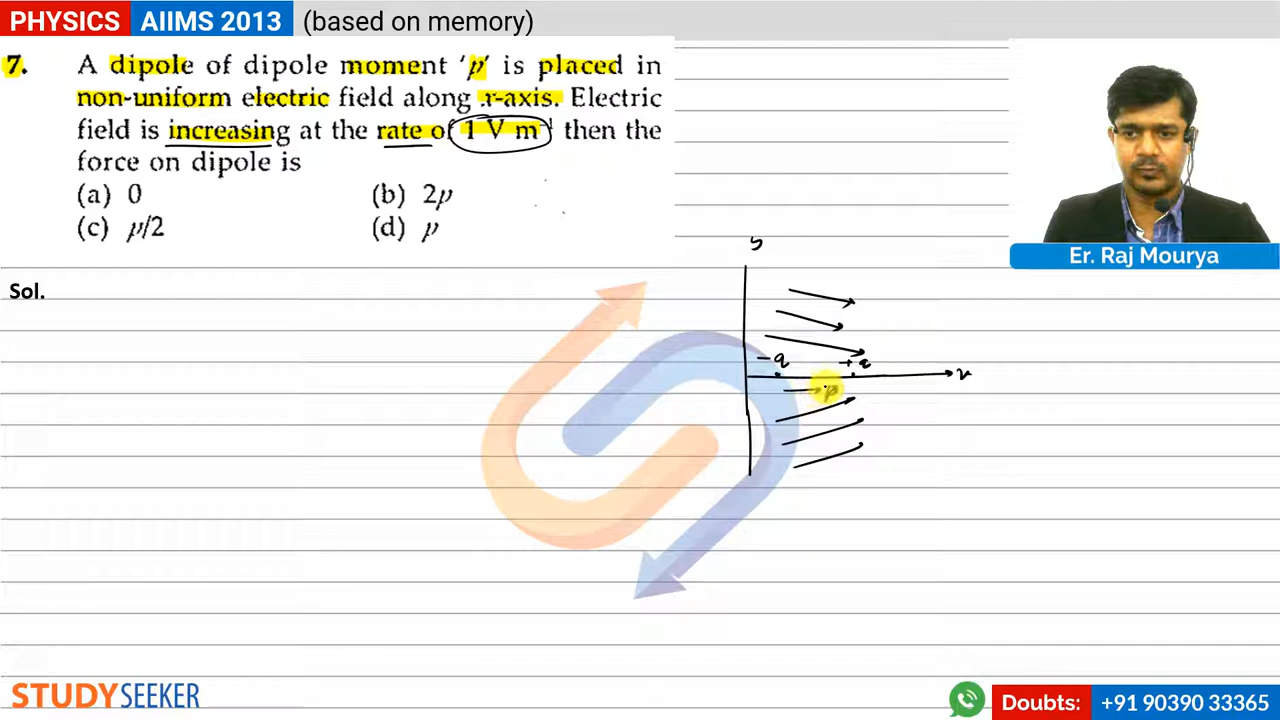 PHYSICS AIIMS 2013 (based on memory)
7. A dipole of dipole moment ‘p’ is placed in
non-uniform electric field along x-axis. Electric
field is increasing at the rate of 1 V m⁻¹ then the
force on dipole is
(a) 0 (b) 2p
(c) p/2 (d) p
Er. Raj Mourya
Sol.
-q
p
STUDYSEEKER
Doubts: +91 90390 33365